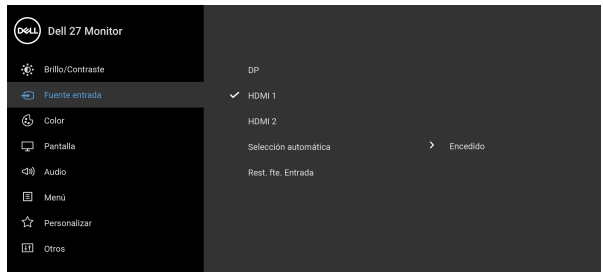 DELL Dell 27 Monitor
Brillo/Contraste
DP
Fuente entrada
HDMI 1
Color
HDMI 2
Pantalla
Selección automática
Encedido
Audio
Rest. fte. Entrada
Menú
Personalizar
Otros